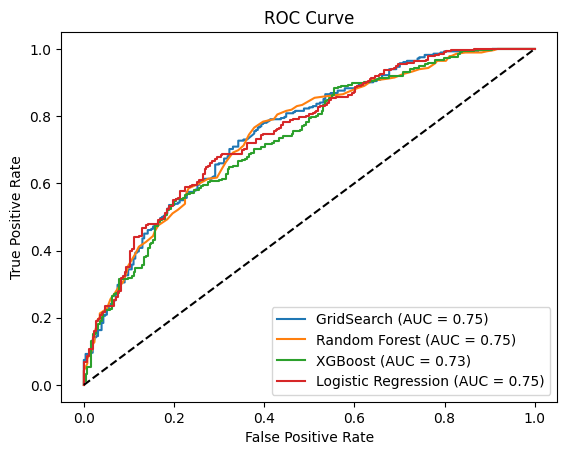 ROC Curve
True Positive Rate
1.0
0.8
0.6
0.4
0.2
0.0
GridSearch (AUC = 0.75)
Random Forest (AUC = 0.75)
XGBoost (AUC = 0.73)
Logistic Regression (AUC = 0.75)
0.0 0.2 0.4 0.6 0.8 1.0
False Positive Rate